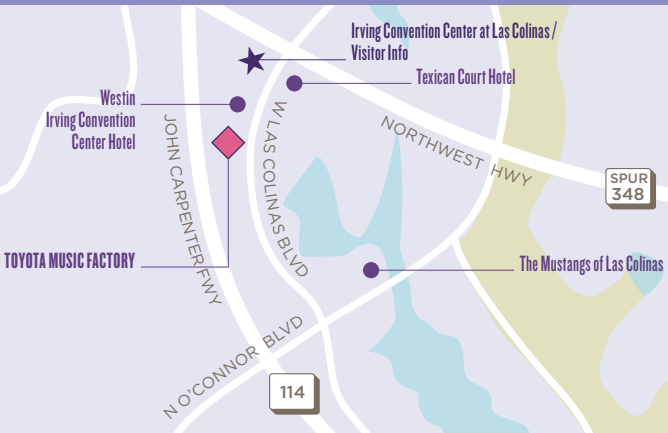 Irving Convention Center at Las Colinas /
Visitor Info
Texican Court Hotel
Westin
Irving Convention
Center Hotel
JOHN CARPENTER FWY
W LAS COLINAS BLVD
NORTHWEST HWY
SPUR
348
TOYOTA MUSIC FACTORY
The Mustangs of Las Colinas
N O'CONNOR BLVD
114